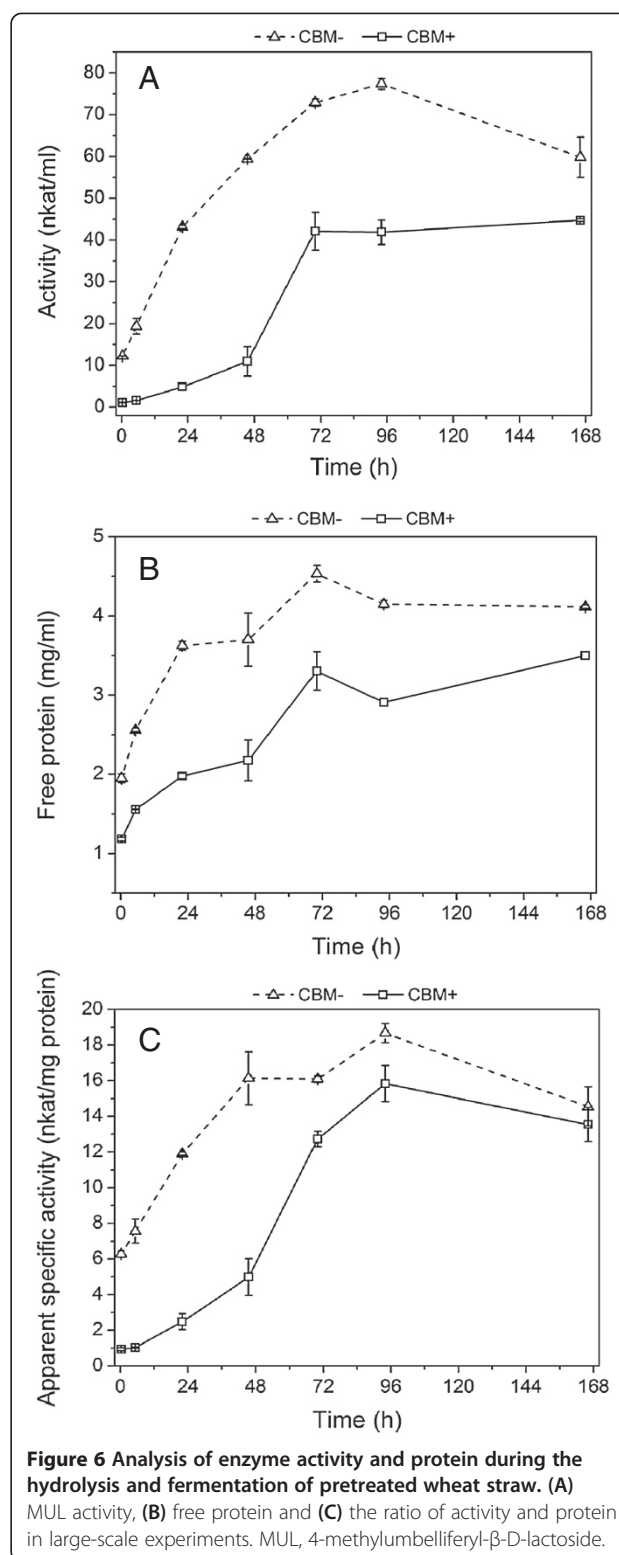 CBM- CBM+
A
Activity (nkat/ml)
80
70
60
50
40
30
20
10
0
0 24 48 72 96 120 144 168
Time (h)
CBM- CBM+
B
Free protein (mg/ml)
5
4
3
2
1
0 24 48 72 96 120 144 168
Time (h)
CBM- CBM+
C
Apparent specific activity (nkat/mg protein)
20
18
16
14
12
10
8
6
4
2
0
0 24 48 72 96 120 144 168
Time (h)
Figure 6 Analysis of enzyme activity and protein during the
hydrolysis and fermentation of pretreated wheat straw. (A)
MUL activity, (B) free protein and (C) the ratio of activity and protein
in large-scale experiments. MUL, 4-methylumbelliferyl-β-D-lactoside.